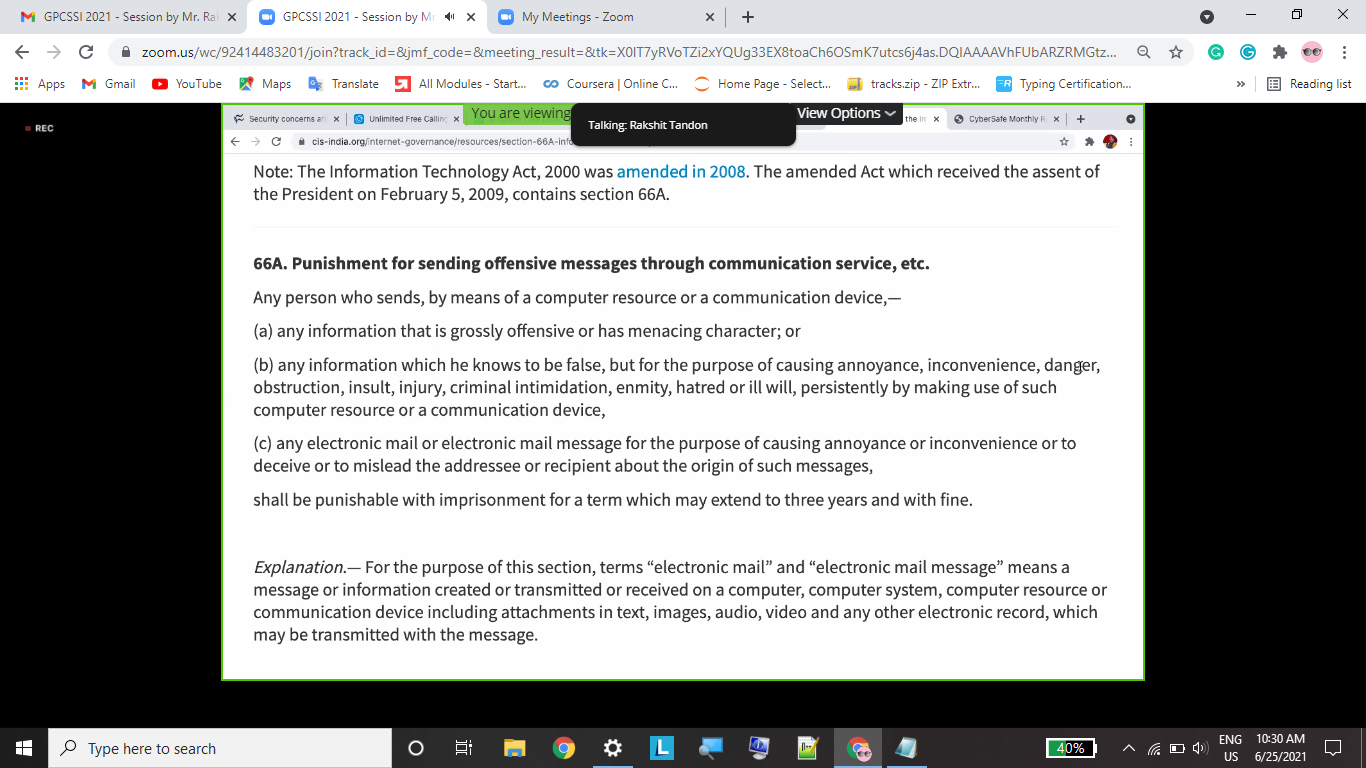 GPCSSI 2021 - Session by Mr. Ral
GPCSSI 2021 - Session by Mr
My Meetings - Zoom
zoom.us/wc/92414483201/join?track_id=&jmf_code=&meeting_result=&tk=X0IT7yRVoTZi2xYQUg33EX8toaCh6OSmK7utcs6j4as.DQIAAAAVhFUbARZRMGtz...
Apps
Gmail
YouTube
Maps
Translate
All Modules - Start...
Coursera | Online C...
Home Page - Select...
tracks.zip - ZIP Extr...
Typing Certification...
»
Reading list
REC
Security concerns an
Unlimited Free Calling
You are viewing
Talking: Rakshit Tandon
View Options
the In
CyberSafe Monthly R
cis-india.org/internet-governance/resources/section-66A-info
Note: The Information Technology Act, 2000 was amended in 2008. The amended Act which received the assent of
the President on February 5, 2009, contains section 66A.
66A. Punishment for sending offensive messages through communication service, etc.
Any person who sends, by means of a computer resource or a communication device,—
(a) any information that is grossly offensive or has menacing character; or
(b) any information which he knows to be false, but for the purpose of causing annoyance, inconvenience, danger,
obstruction, insult, injury, criminal intimidation, enmity, hatred or ill will, persistently by making use of such
computer resource or a communication device,
(c) any electronic mail or electronic mail message for the purpose of causing annoyance or inconvenience or to
deceive or to mislead the addressee or recipient about the origin of such messages,
shall be punishable with imprisonment for a term which may extend to three years and with fine.
Explanation.— For the purpose of this section, terms “electronic mail” and “electronic mail message” means a
message or information created or transmitted or received on a computer, computer system, computer resource or
communication device including attachments in text, images, audio, video and any other electronic record, which
may be transmitted with the message.
Type here to search
40%
ENG
US
10:30 AM
6/25/2021